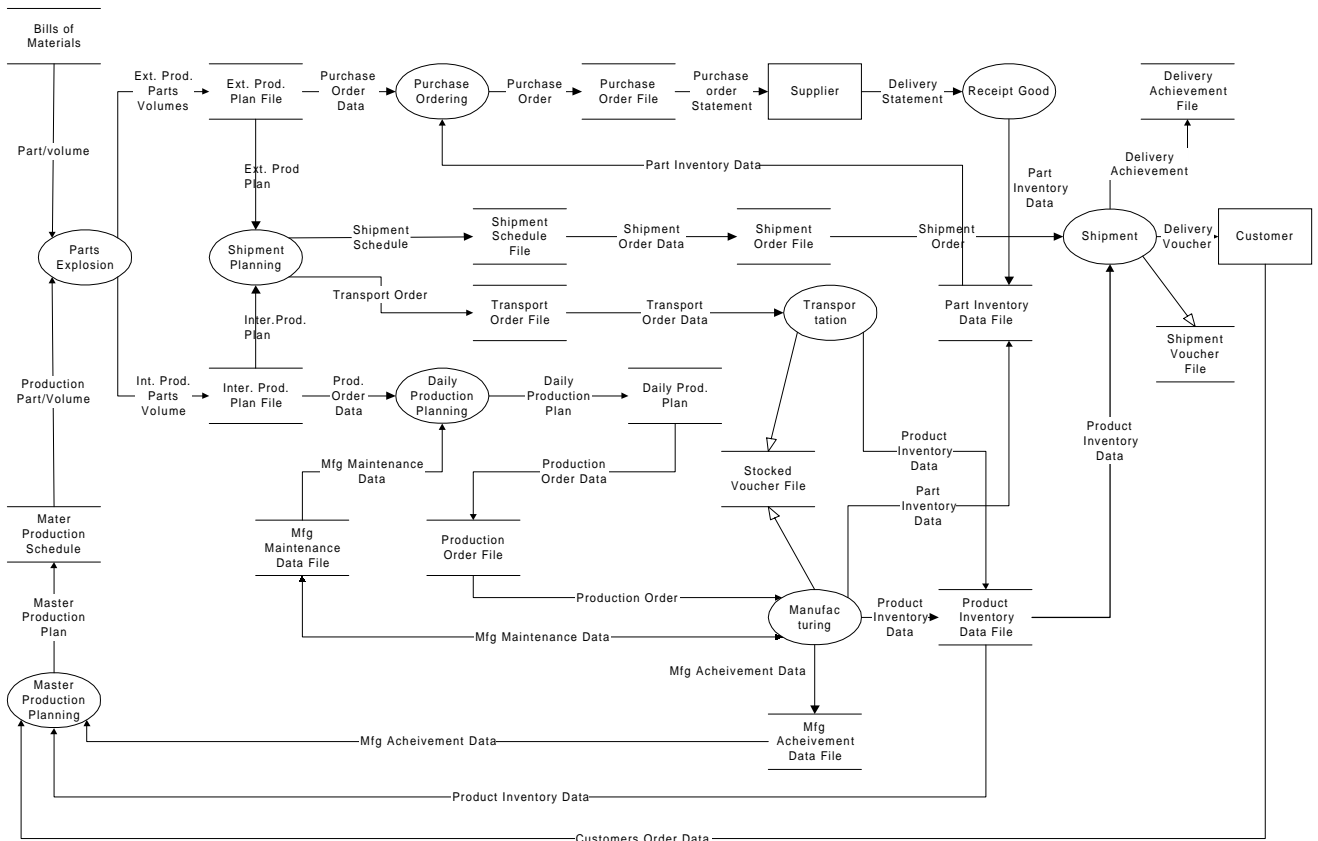 Bills of
Materials
Ext. Prod.
Parts
Volumes
Ext. Prod.
Plan File
Purchase
Order
Data
Purchase
Ordering
Purchase
Order
Purchase
Order File
Purchase
order
Statement
Supplier
Delivery
Statement
Receipt Good
Delivery
Achievement
File
Part/volume
Ext. Prod
Plan
Part Inventory Data
Part
Inventory
Data
Delivery
Achievement
Parts
Explosion
Shipment
Planning
Shipment
Schedule
Shipment
Schedule
File
Shipment
Order Data
Shipment
Order File
Shipment
Order
Shipment
Delivery
Voucher
Customer
Transport Order
Transport
Order File
Transport
Order Data
Transpor
tation
Part Inventory
Data File
Shipment
Voucher
File
Inter.Prod.
Plan
Production
Part/Volume
Int. Prod.
Parts
Volume
Inter. Prod.
Plan File
Prod.
Order
Data
Daily
Production
Planning
Daily
Production
Plan
Daily Prod.
Plan
Mfg Maintenance
Data
Production
Order Data
Stocked
Voucher File
Product
Inventory
Data
Part
Inventory
Data
Product
Inventory
Data
Mater
Production
Schedule
Mfg
Maintenance
Data File
Production
Order File
Master
Production
Plan
Production Order
Mfg Maintenance Data
Manufac
turing
Product
Inventory
Data
Product
Inventory
Data File
Mfg Acheivement Data
Master
Production
Planning
Mfg Acheivement Data
Mfg
Acheivement
Data File
Product Inventory Data
Customers Order Data